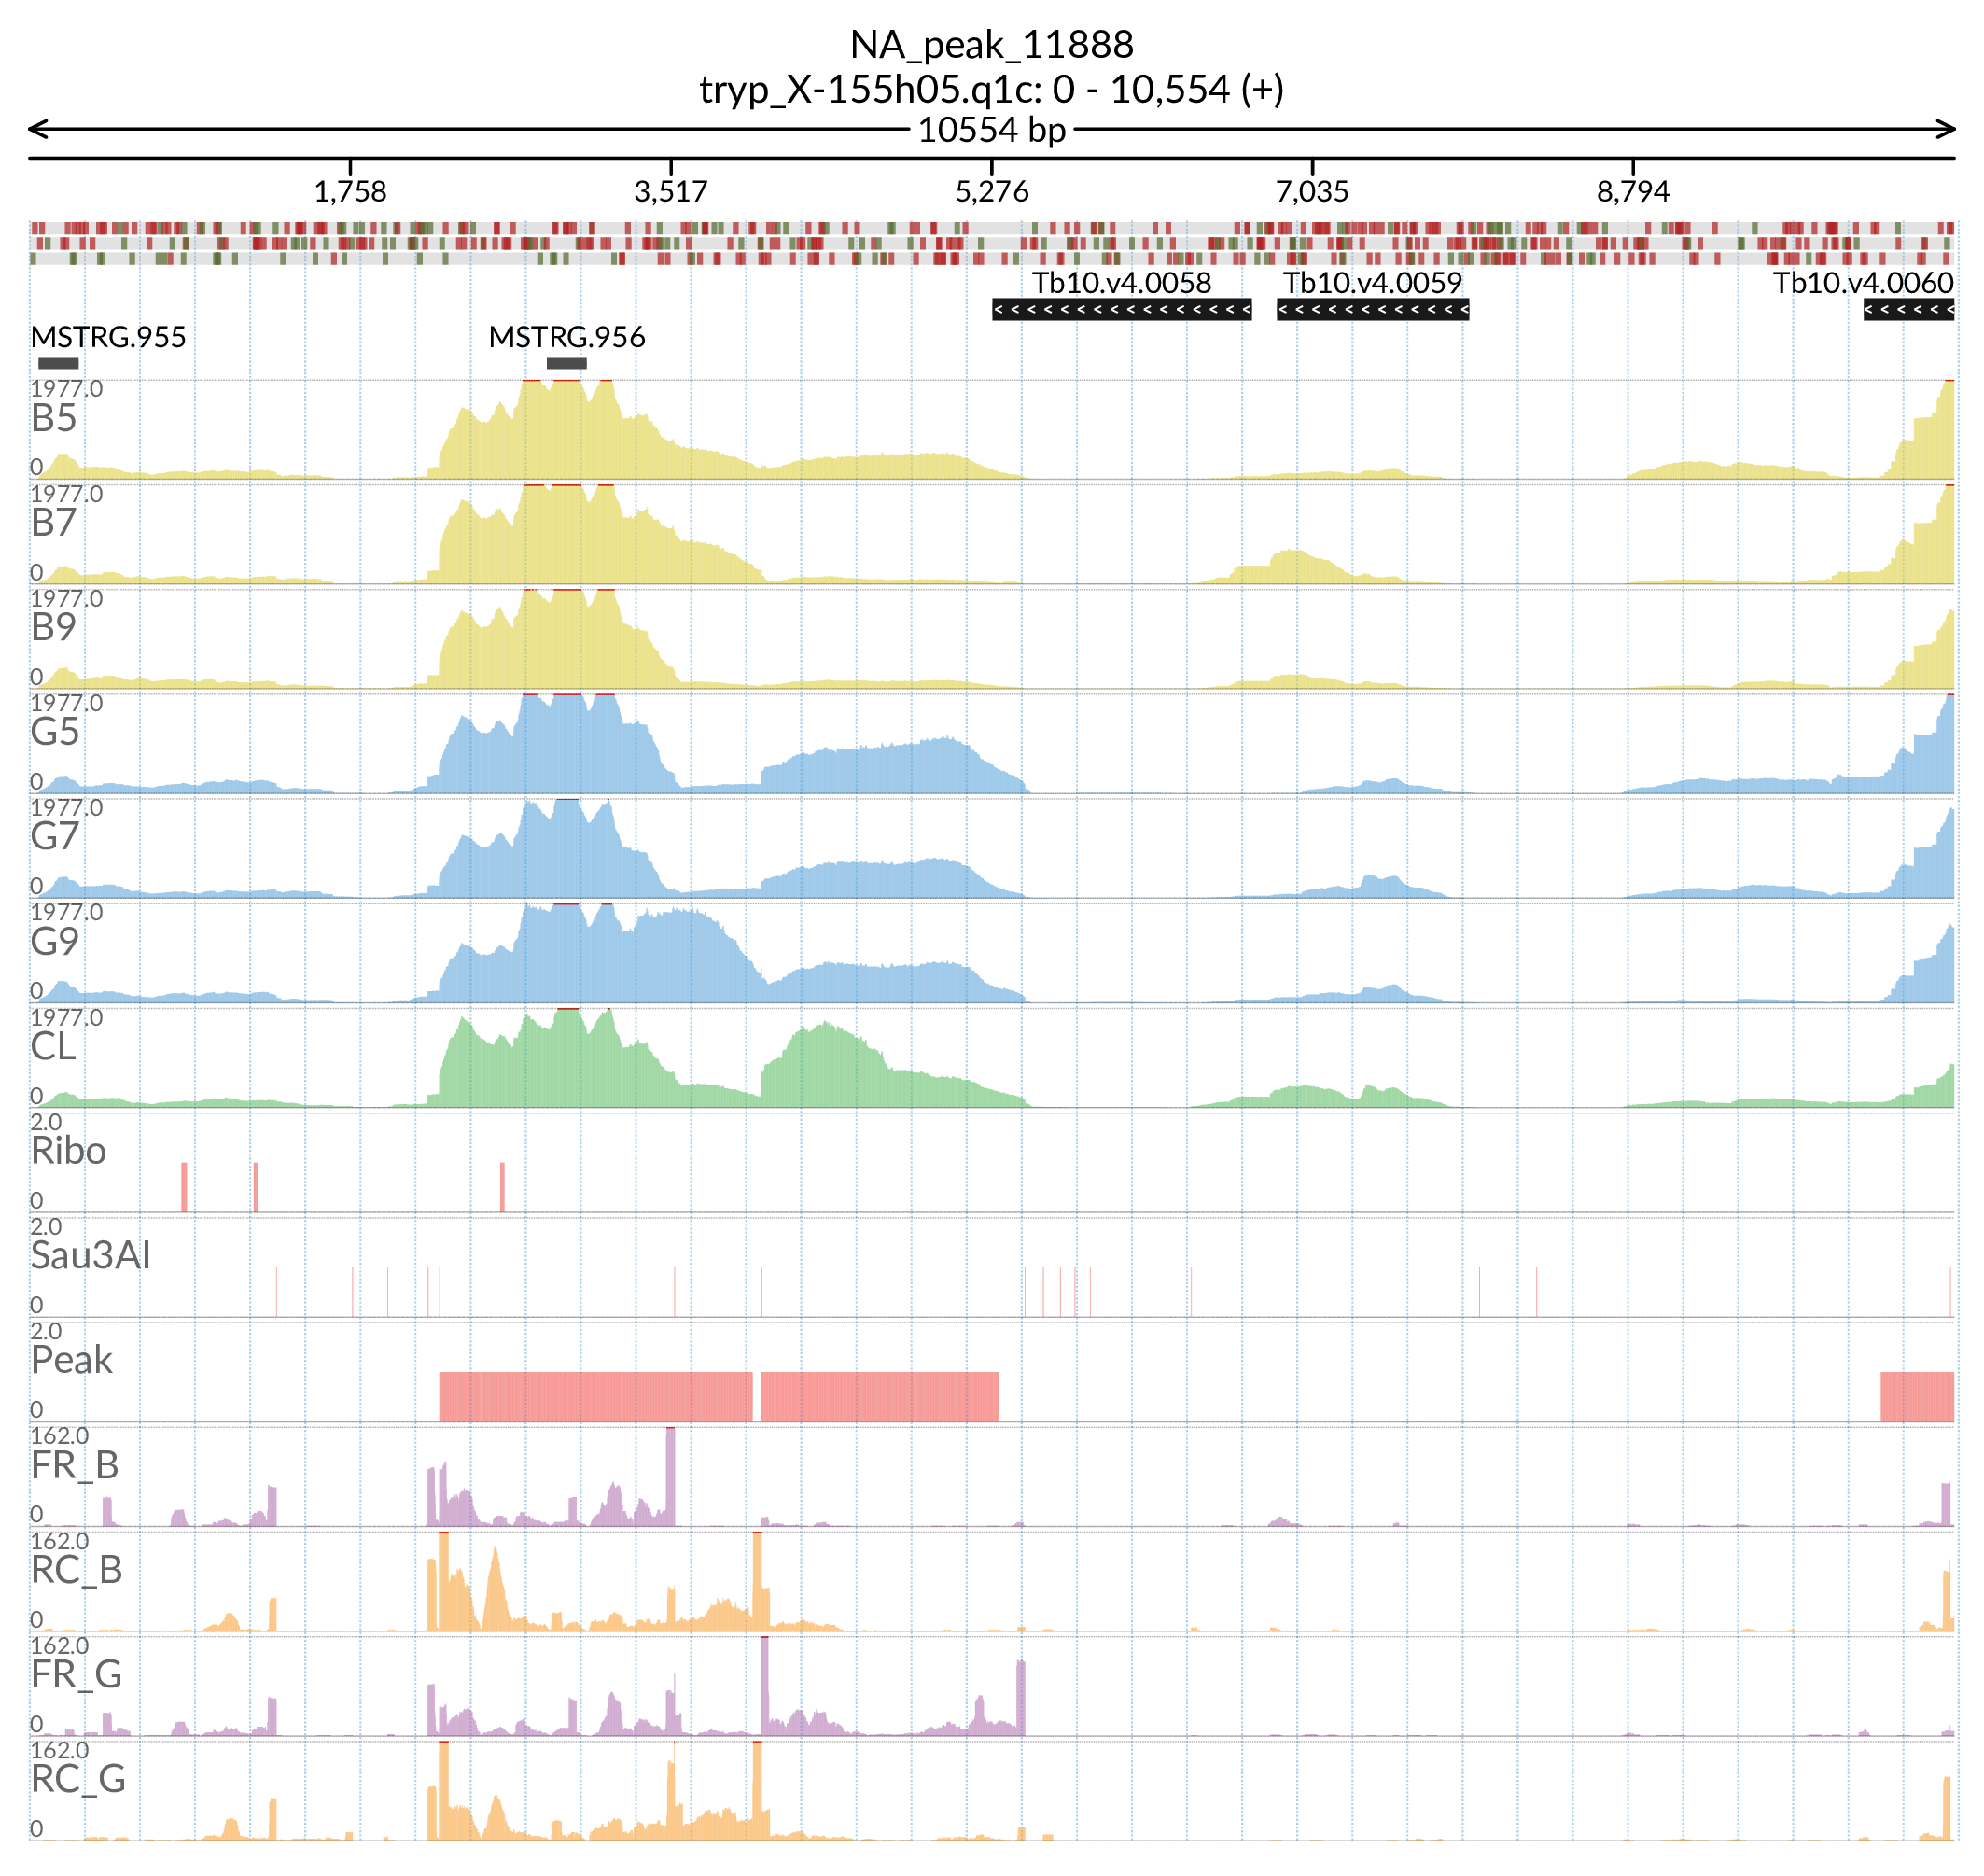 NA_peak_11888
tryp_X-155h05.q1c: 0 - 10,554 (+)
10554 bp
1,758 3,517 5,276 7,035 8,794
Tb10.v4.0058 Tb10.v4.0059 Tb10.v4.0060
MSTRG.955 MSTRG.956
1977.0
B5
0
1977.0
B7
0
1977.0
B9
0
1977.0
G5
0
1977.0
G7
0
1977.0
G9
0
1977.0
CL
0
2.0
Ribo
0
2.0
Sau3AI
0
2.0
Peak
0
162.0
FR_B
0
162.0
RC_B
0
162.0
FR_G
0
162.0
RC_G
0